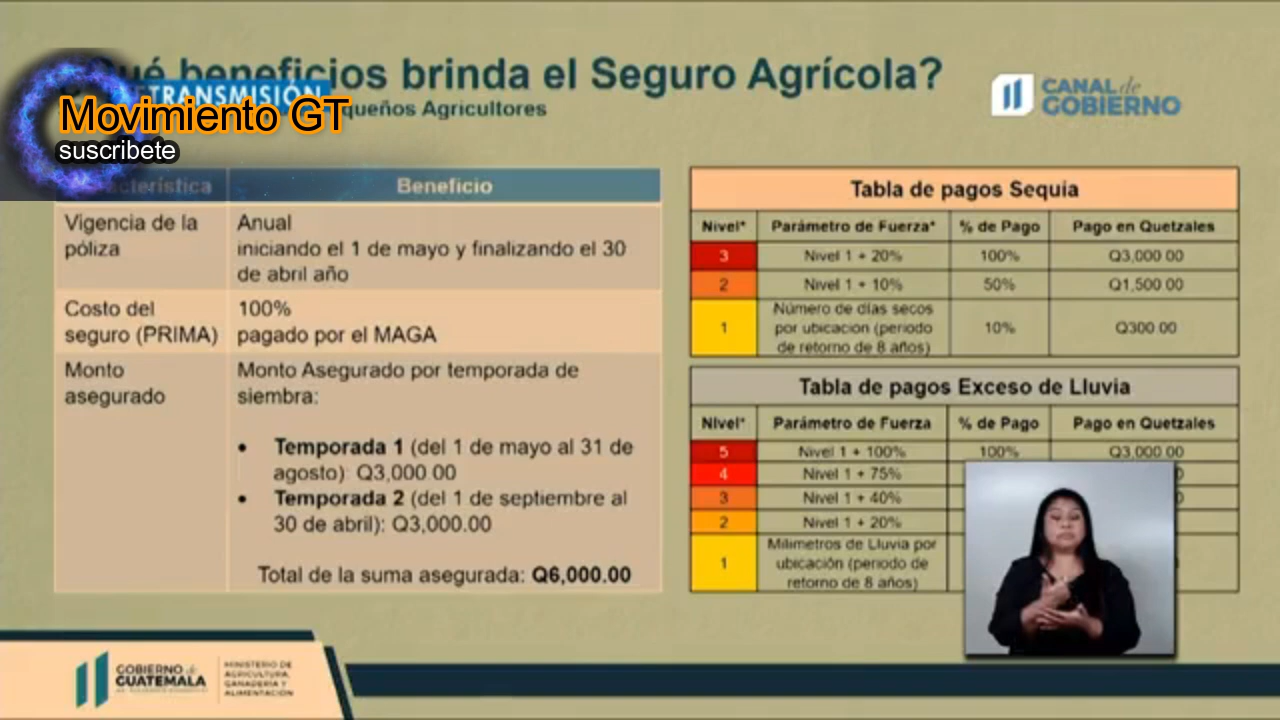 ué beneficios brinda el Seguro Agrícola?
TRANSMISIÓN
queños Agricultores
Movimiento GT
suscribete
CANAL de
GOBIERNO
Beneficio
Vigencia de la
póliza
Anual
iniciando el 1 de mayo y finalizando el 30
de abril año
Costo del
seguro (PRIMA)
100%
pagado por el MAGA
Monto
asegurado
Monto Asegurado por temporada de
siembra:
• Temporada 1 (del 1 de mayo al 31 de
agosto): Q3,000.00
• Temporada 2 (del 1 de septiembre al
30 de abril): Q3,000.00
Total de la suma asegurada: Q6,000.00
Tabla de pagos Sequía
Nivel* Parámetro de Fuerza* % de Pago Pago en Quetzales
3 Nivel 1 + 20% 100% Q3,000.00
2 Nivel 1 + 10% 50% Q1,500.00
1 Número de días secos
por ubicación (periodo
de retorno de 8 años) 10% Q300.00
Tabla de pagos Exceso de Lluvia
Nivel* Parámetro de Fuerza % de Pago Pago en Quetzales
5 Nivel 1 + 100% 100% Q3,000.00
4 Nivel 1 + 75%
3 Nivel 1 + 40%
2 Nivel 1 + 20%
1 Milímetros de Lluvia por
ubicación (periodo de
retorno de 8 años)
GOBIERNO de
GUATEMALA
MINISTERIO DE
AGRICULTURA,
GANADERÍA Y
ALIMENTACIÓN